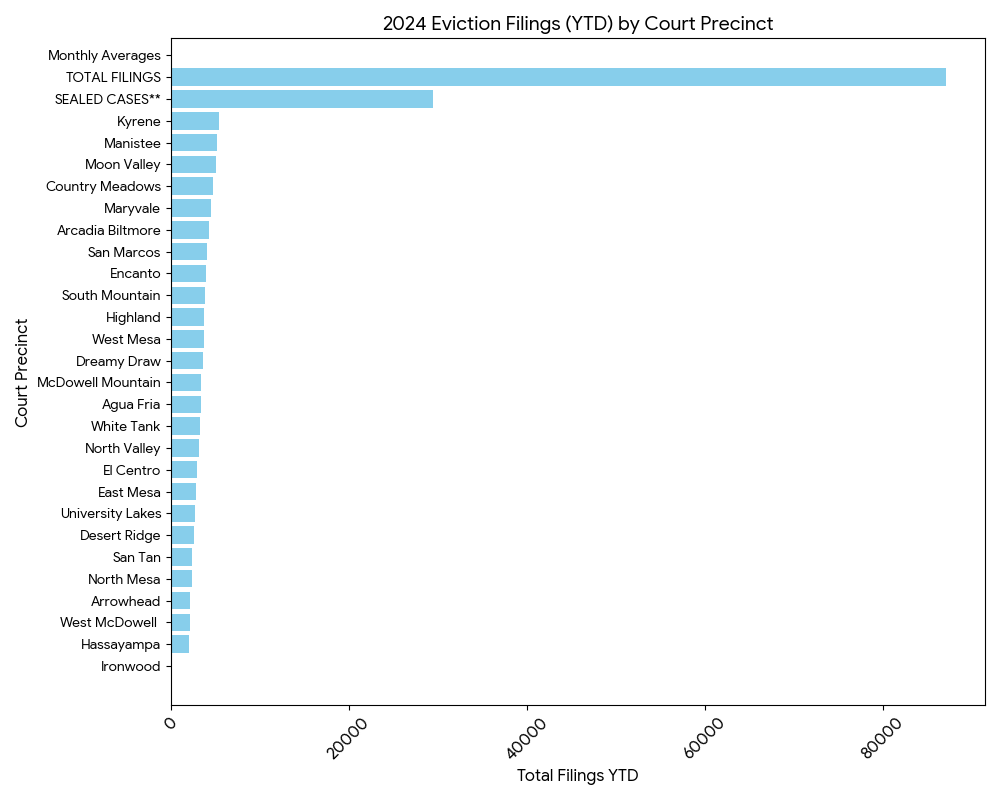 2024 Eviction Filings (YTD) by Court Precinct
Monthly Averages
TOTAL FILINGS
SEALED CASES**
Kyrene
Manistee
Moon Valley
Country Meadows
Maryvale
Arcadia Biltmore
San Marcos
Encanto
South Mountain
Highland
West Mesa
Dreamy Draw
McDowell Mountain
Agua Fria
White Tank
North Valley
El Centro
East Mesa
University Lakes
Desert Ridge
San Tan
North Mesa
Arrowhead
West McDowell
Hassayampa
Ironwood
Court Precinct
0 20000 40000 60000 80000
Total Filings YTD